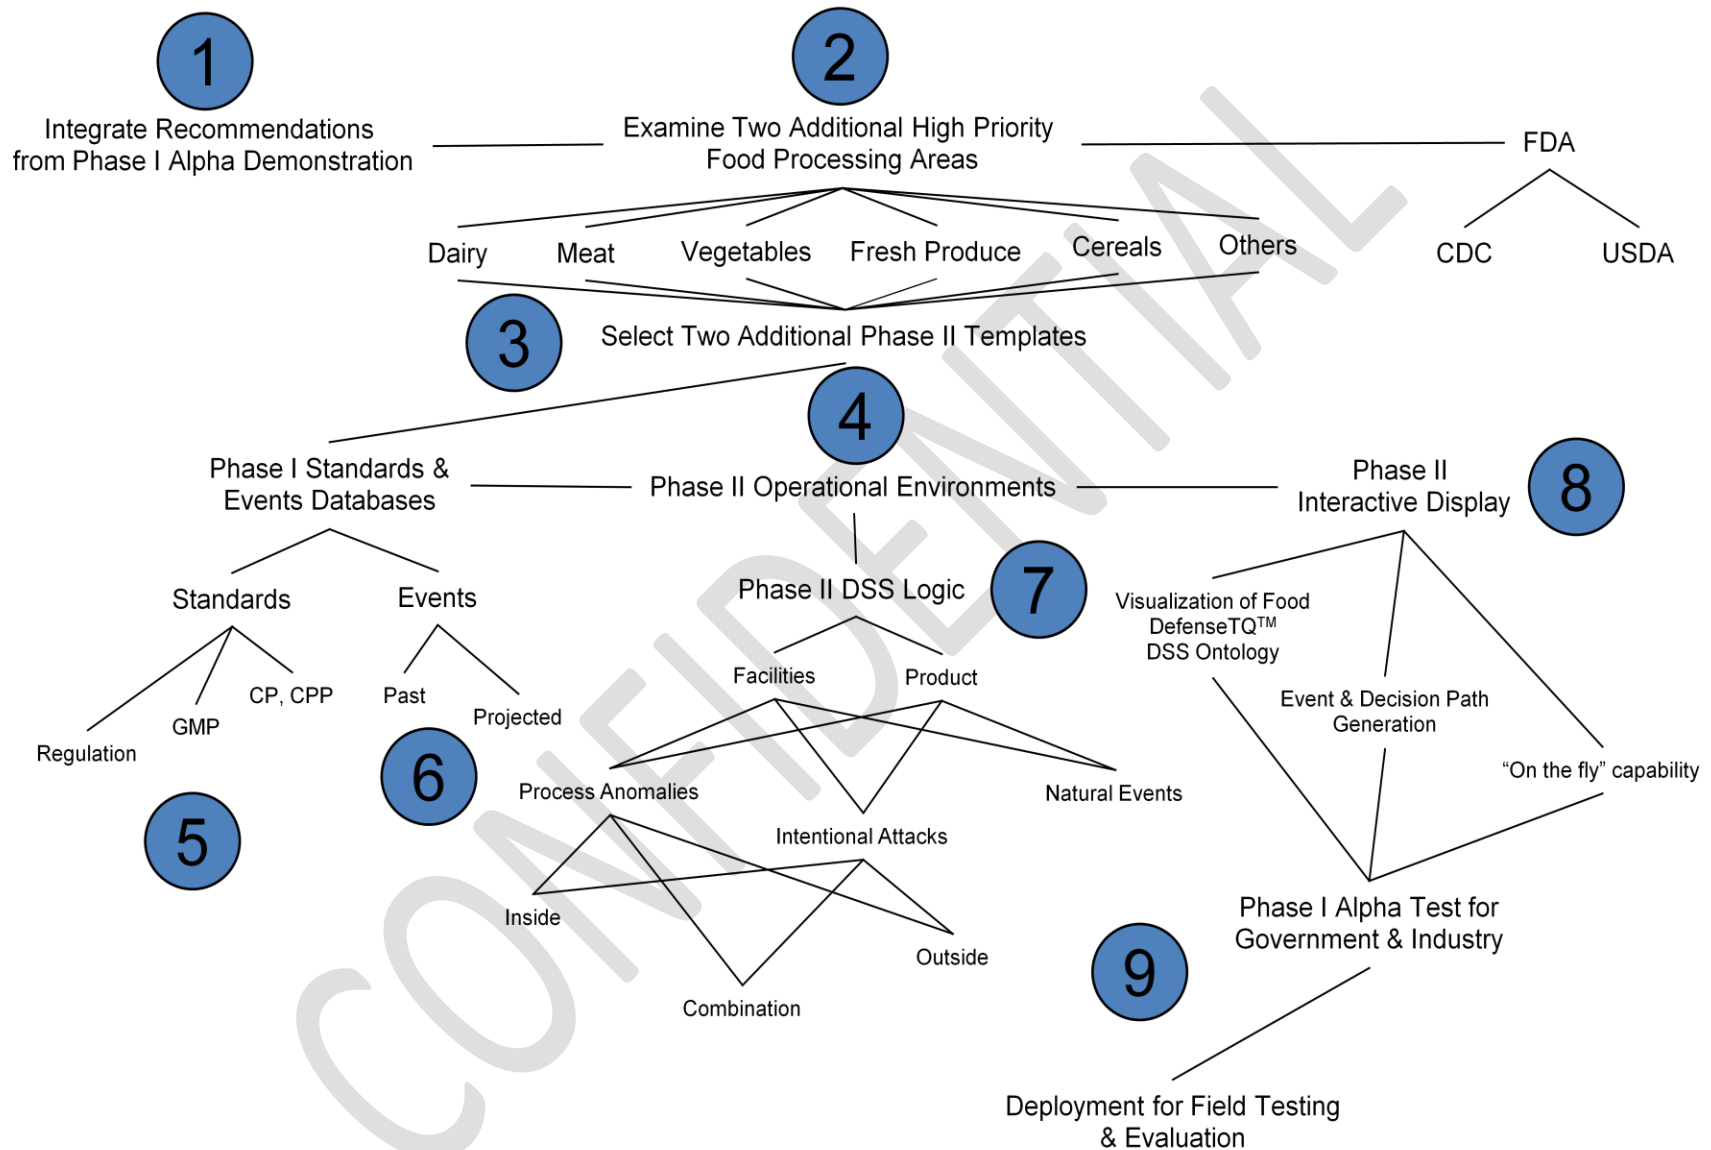 1
Integrate Recommendations
from Phase I Alpha Demonstration
2
Examine Two Additional High Priority
Food Processing Areas
FDA
CDC
USDA
Dairy
Meat
Vegetables
Fresh Produce
Cereals
Others
3
Select Two Additional Phase II Templates
4
Phase I Standards &
Events Databases
Phase II Operational Environments
Phase II
Interactive Display
8
Standards
Events
Regulation
GMP
CP, CPP
Past
Projected
5
6
Phase II DSS Logic
7
Facilities
Product
Process Anomalies
Intentional Attacks
Natural Events
Inside
Combination
Outside
Visualization of Food
DefenseTQ™
DSS Ontology
Event & Decision Path
Generation
“On the fly” capability
Phase I Alpha Test for
Government & Industry
9
Deployment for Field Testing
& Evaluation
CONFIDENTIAL